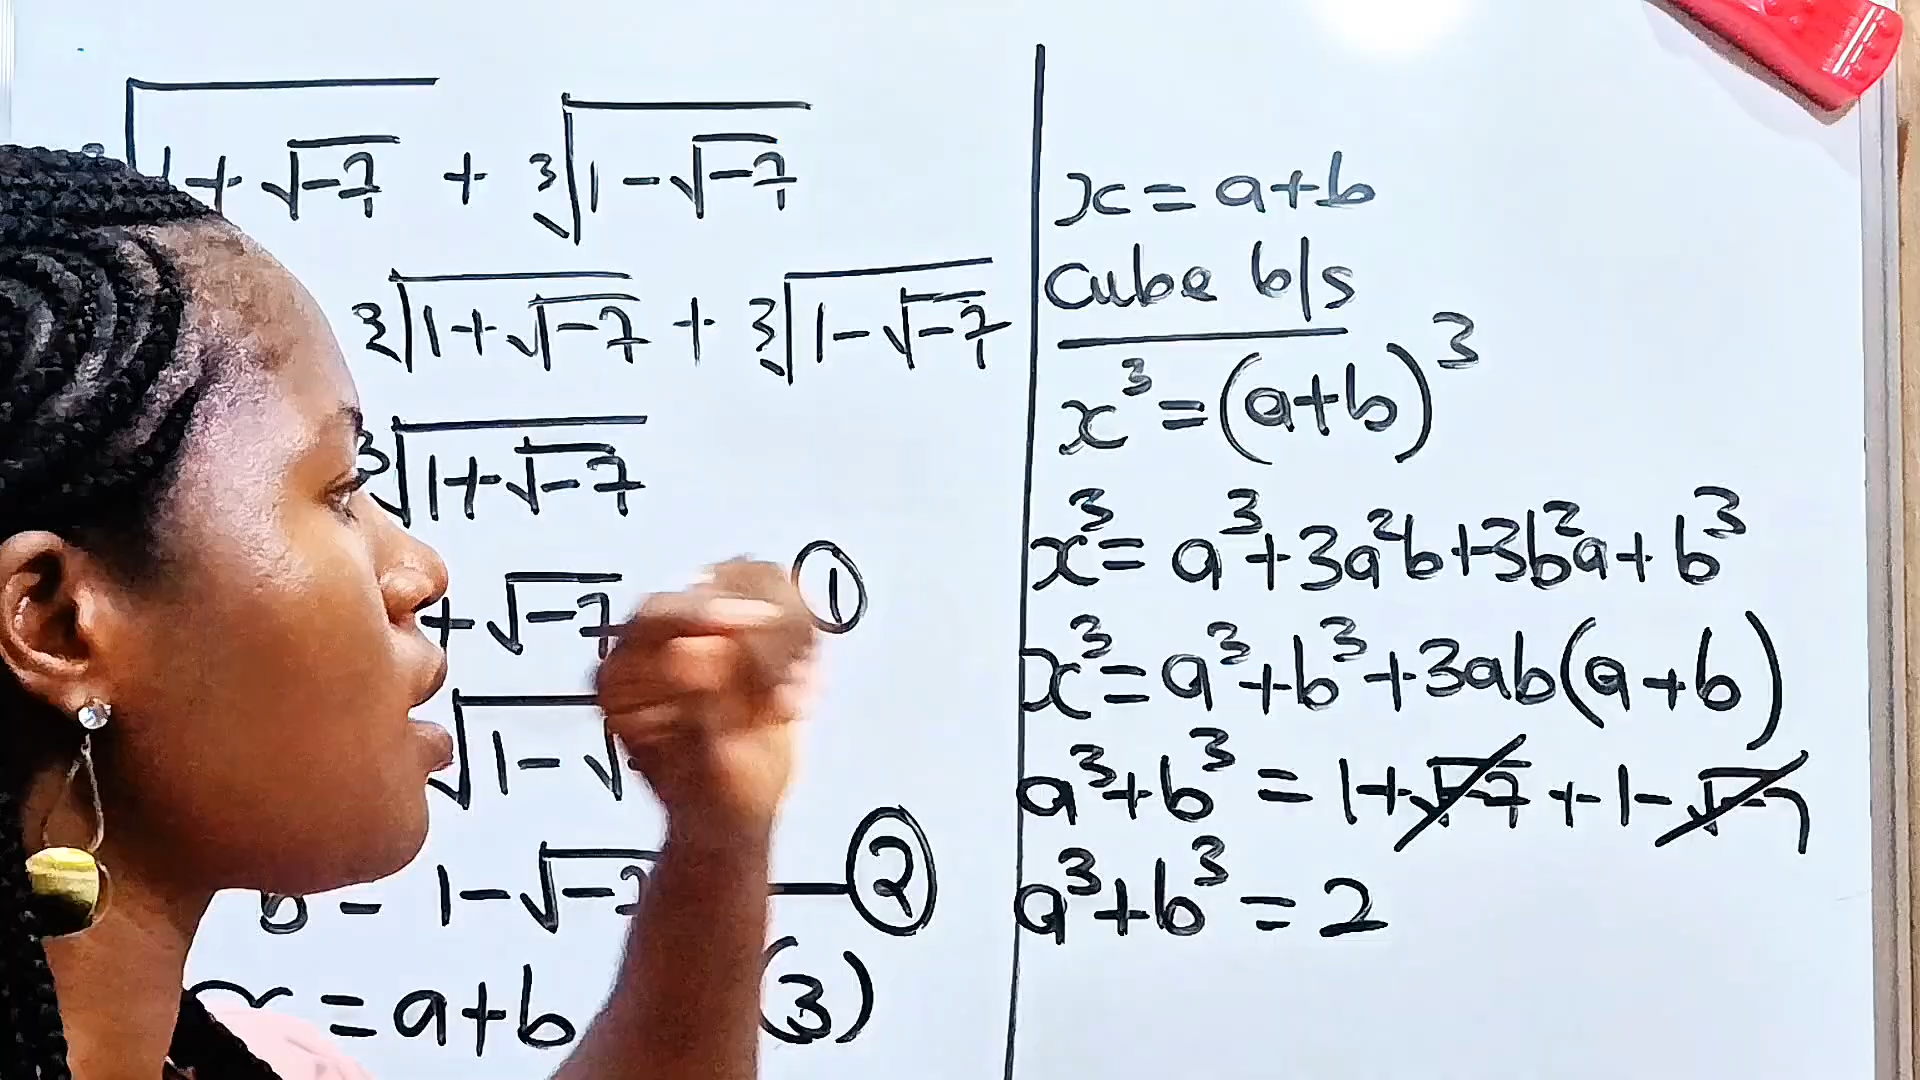 1+√-7 + ∛1-√-7
∛1+√-7 + ∛1-√-7
∛1+√-7
+ √-7 ①
√1-√
b = 1-√-7 — ②
x = a+b (3)
x = a+b
cube b/s
x³ = (a+b)³
x³ = a³+3a²b+3b²a+b³
x³ = a³+b³+3ab(a+b)
a³+b³ = 1+√-7+1-√-7
a³+b³ = 2